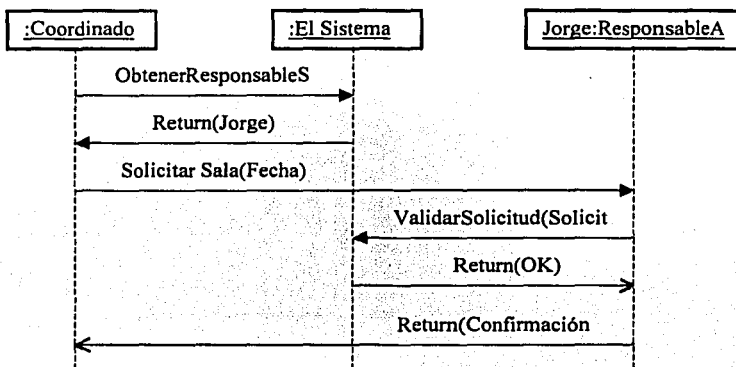 :Coordinado
:El Sistema
Jorge:ResponsableA
ObtenerResponsableS
Return(Jorge)
Solicitar Sala(Fecha)
ValidarSolicitud(Solicit
Return(OK)
Return(Confirmación